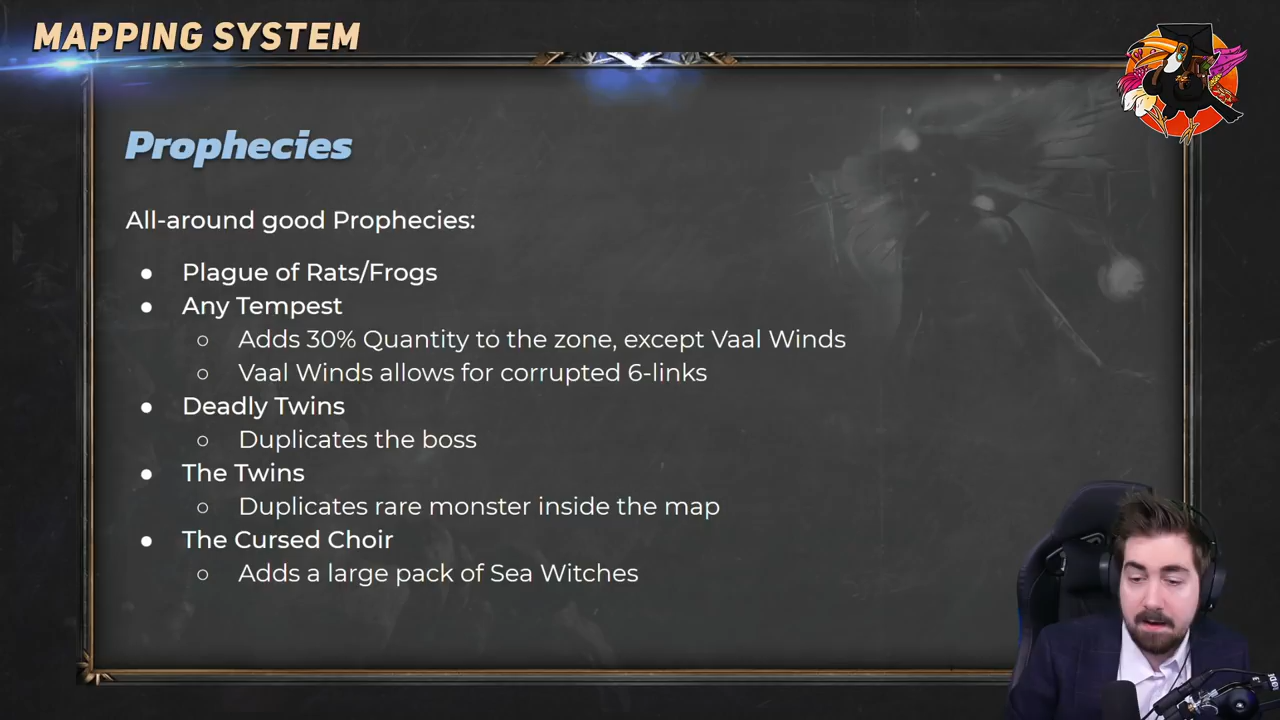 MAPPING SYSTEM
Prophecies
All-around good Prophecies:
● Plague of Rats/Frogs
● Any Tempest
○ Adds 30% Quantity to the zone, except Vaal Winds
○ Vaal Winds allows for corrupted 6-links
● Deadly Twins
○ Duplicates the boss
● The Twins
○ Duplicates rare monster inside the map
● The Cursed Choir
○ Adds a large pack of Sea Witches